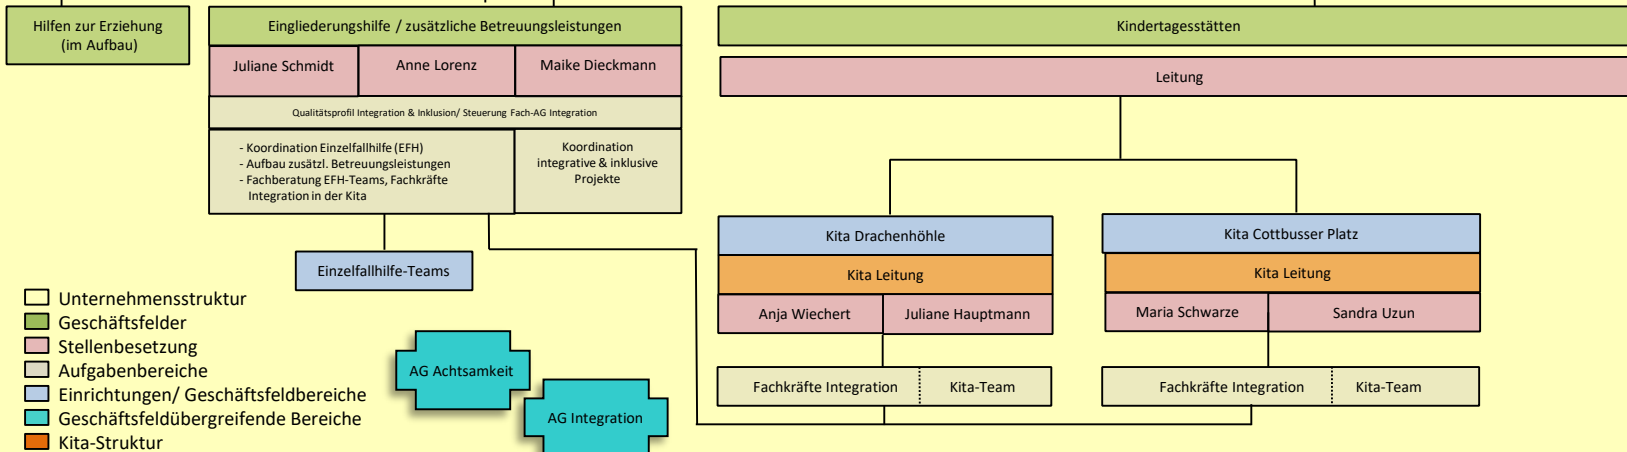 Hilfen zur Erziehung
(im Aufbau)
Eingliederungshilfe / zusätzliche Betreuungsleistungen
Juliane Schmidt
Anne Lorenz
Maike Dieckmann
Qualitätsprofil Integration & Inklusion/ Steuerung Fach-AG Integration
- Koordination Einzelfallhilfe (EFH)
- Aufbau zusätzl. Betreuungsleistungen
- Fachberatung EFH-Teams, Fachkräfte
Integration in der Kita
Koordination
integrative & inklusive
Projekte
Einzelfallhilfe-Teams
Kindertagesstätten
Leitung
Kita Drachenhöhle
Kita Leitung
Anja Wiechert
Juliane Hauptmann
Fachkräfte Integration
Kita-Team
Kita Cottbusser Platz
Kita Leitung
Maria Schwarze
Sandra Uzun
Fachkräfte Integration
Kita-Team
Unternehmensstruktur
Geschäftsfelder
Stellenbesetzung
Aufgabenbereiche
Einrichtungen/ Geschäftsfeldbereiche
Geschäftsfeldübergreifende Bereiche
Kita-Struktur
AG Achtsamkeit
AG Integration